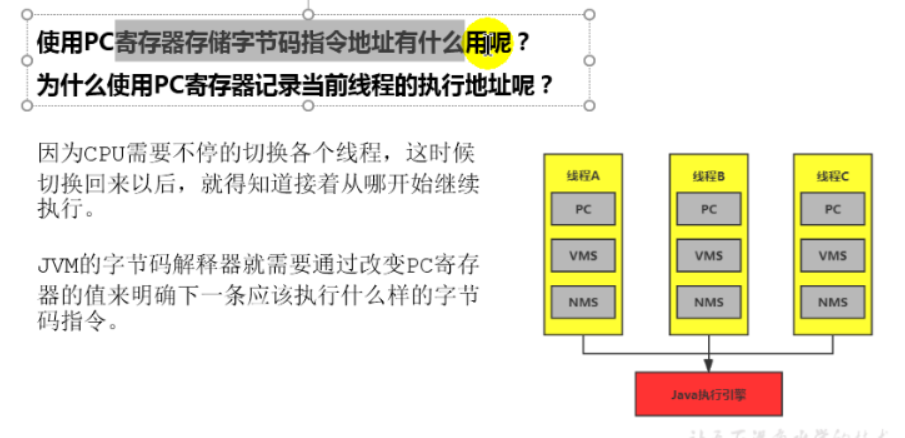 使用PC寄存器存储字节码指令地址有什么用呢？
为什么使用PC寄存器记录当前线程的执行地址呢？
因为CPU需要不停的切换各个线程，这时候
切换回来以后，就得知道接着从哪开始继续
执行。
JVM的字节码解释器就需要通过改变PC寄存
器的值来明确下一条应该执行什么样的字节
码指令。
线程A
PC
VMS
NMS
线程B
PC
VMS
NMS
线程C
PC
VMS
NMS
Java执行引擎